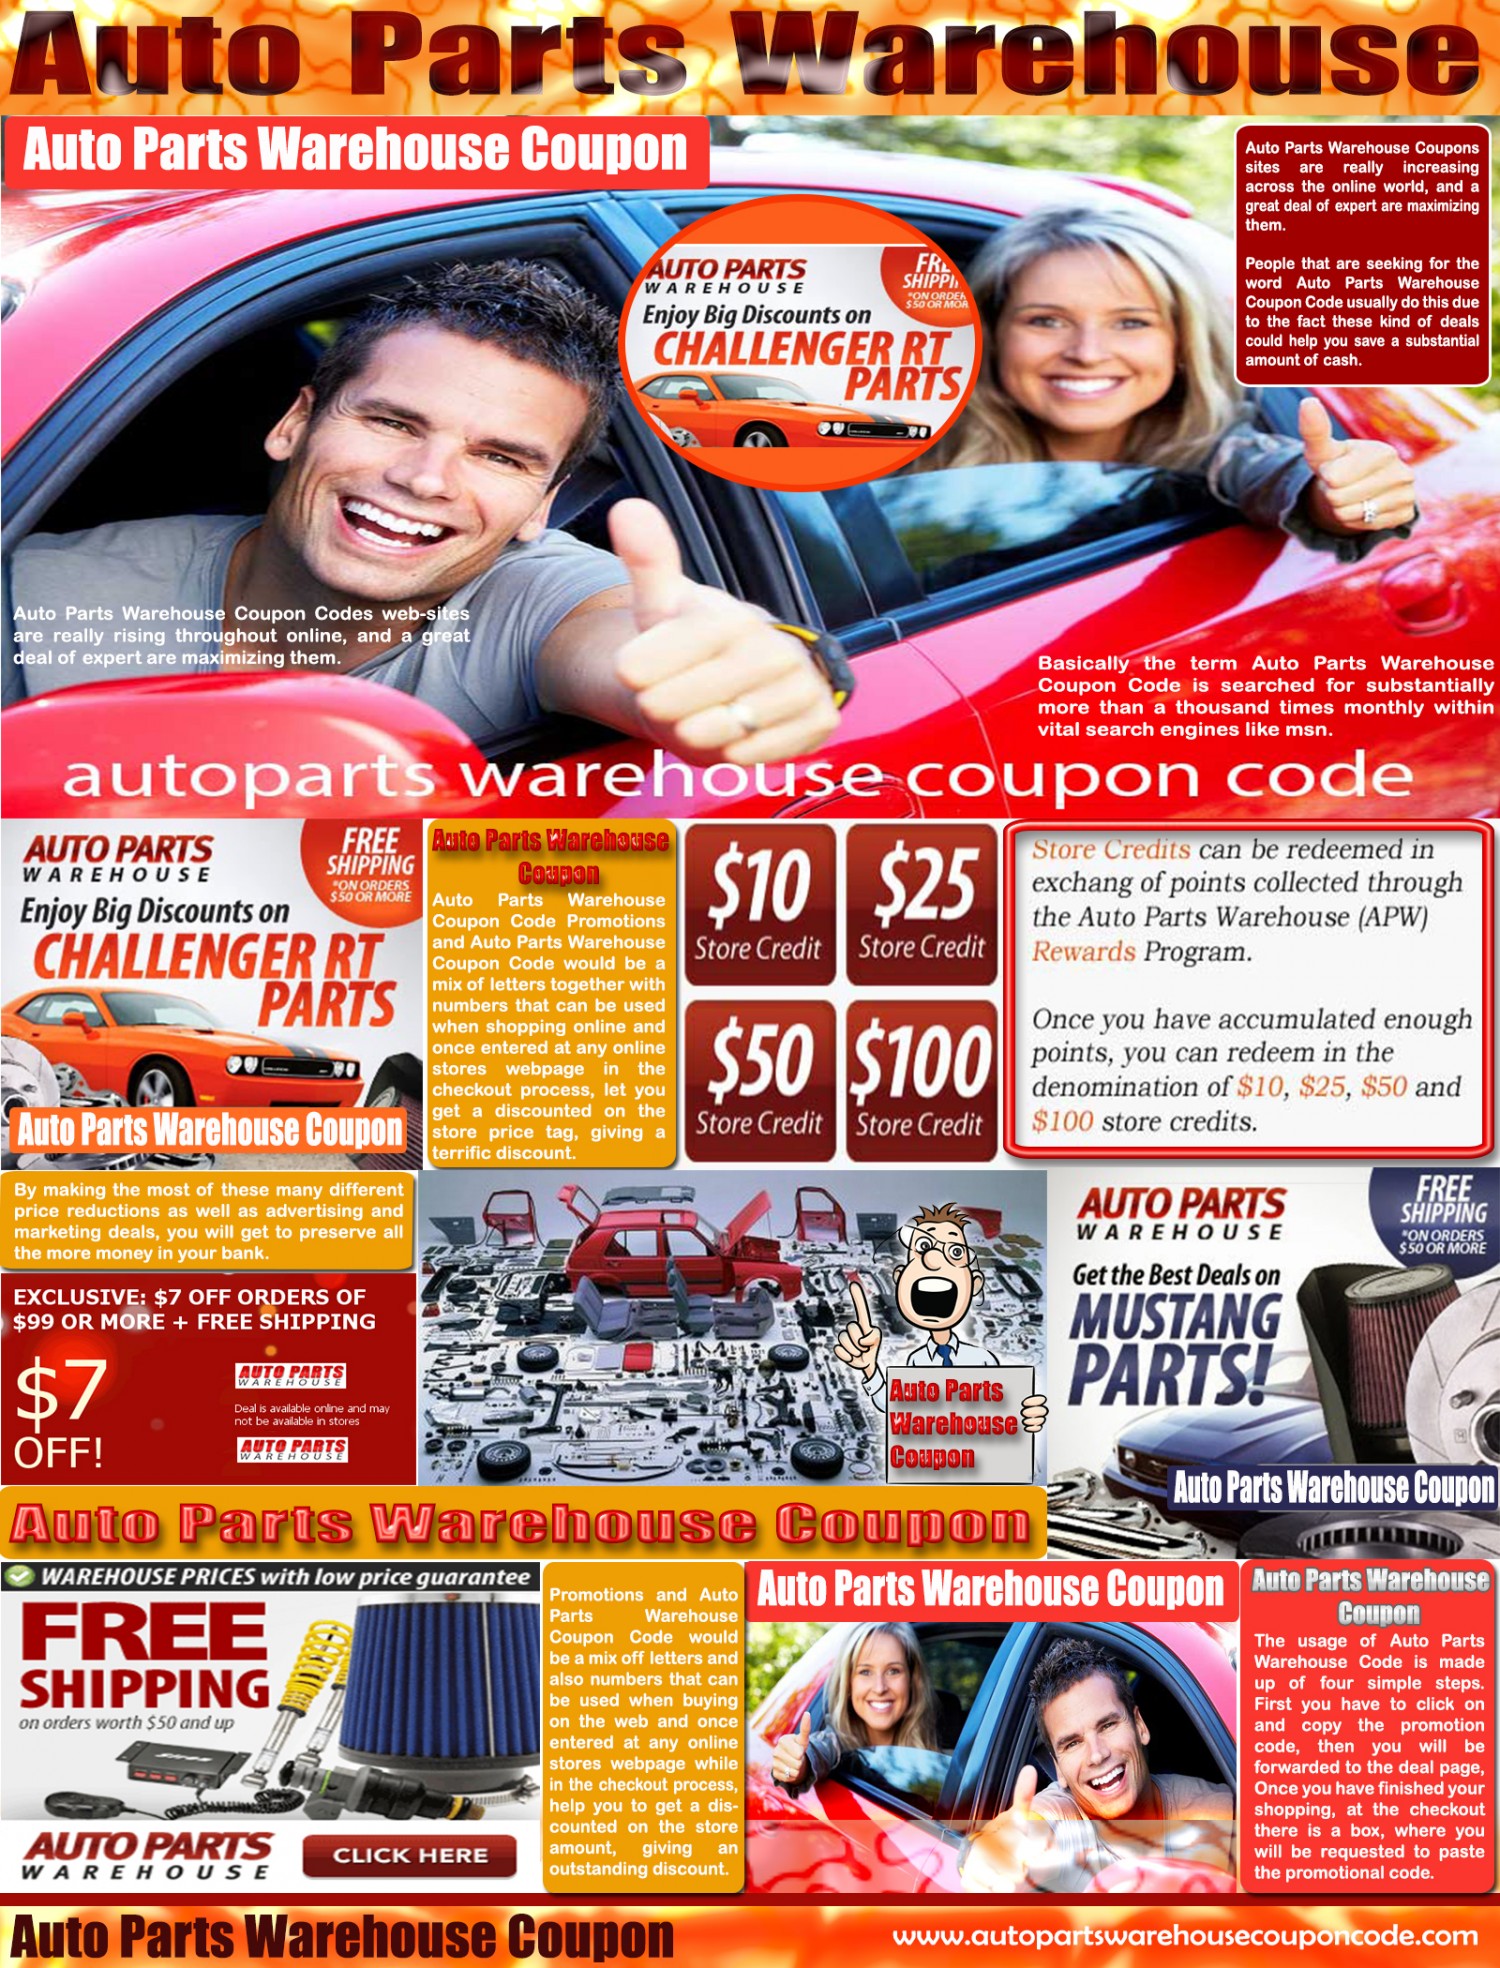 Auto Parts Warehouse
Auto Parts Warehouse Coupon
Auto Parts Warehouse Coupons
sites are really increasing
across the online world, and a
great deal of expert are maximizing
them.
People that are seeking for the
word Auto Parts Warehouse
Coupon Code usually do this due
to the fact these kind of deals
could help you save a substantial
amount of cash.
AUTO PARTS
WAREHOUSE
SHIPPI
*ON ORDER
$50 OR MOR
Enjoy Big Discounts on
CHALLENGER RT
PARTS
Auto Parts Warehouse Coupon Codes web-sites
are really rising throughout online, and a great
deal of expert are maximizing them.
Basically the term Auto Parts Warehouse
Coupon Code is searched for substantially
more than a thousand times monthly within
vital search engines like msn.
autoparts warehouse coupon code
AUTO PARTS
WAREHOUSE
FREE
SHIPPING
*ON ORDERS
$50 OR MORE
Enjoy Big Discounts on
CHALLENGER RT
PARTS
Auto Parts Warehouse Coupon
Auto Parts Warehouse
Coupon
Auto Parts Warehouse
Coupon Code Promotions
and Auto Parts Warehouse
Coupon Code would be a
mix of letters together with
numbers that can be used
when shopping online and
once entered at any online
stores webpage in the
checkout process, let you
get a discounted on the
store price tag, giving a
terrific discount.
$10
Store Credit
$25
Store Credit
$50
Store Credit
$100
Store Credit
Store Credits can be redeemed in
exchang of points collected through
the Auto Parts Warehouse (APW)
Rewards Program.
Once you have accumulated enough
points, you can redeem in the
denomination of $10, $25, $50 and
$100 store credits.
By making the most of these many different
price reductions as well as advertising and
marketing deals, you will get to preserve all
the more money in your bank.
EXCLUSIVE: $7 OFF ORDERS OF
$99 OR MORE + FREE SHIPPING
$7
OFF!
AUTO PARTS
WAREHOUSE
Deal is available online and may
not be available in stores
AUTO PARTS
WAREHOUSE
Auto Parts
Warehouse
Coupon
AUTO PARTS
WAREHOUSE
FREE
SHIPPING
*ON ORDERS
$50 OR MORE
Get the Best Deals on
MUSTANG
PARTS!
Auto Parts Warehouse Coupon
Auto Parts Warehouse Coupon
WAREHOUSE PRICES with low price guarantee
FREE
SHIPPING
on orders worth $50 and up
AUTO PARTS
WAREHOUSE
CLICK HERE
Promotions and Auto
Parts Warehouse
Coupon Code would
be a mix off letters and
also numbers that can
be used when buying
on the web and once
entered at any online
stores webpage while
in the checkout process,
help you to get a dis-
counted on the store
amount, giving an
outstanding discount.
Auto Parts Warehouse Coupon
Auto Parts Warehouse
Coupon
The usage of Auto Parts
Warehouse Code is made
up of four simple steps.
First you have to click on
and copy the promotion
code, then you will be
forwarded to the deal page,
Once you have finished your
shopping, at the checkout
there is a box, where you
will be requested to paste
the promotional code.
Auto Parts Warehouse Coupon
www.autopartswarehousecouponcode.com